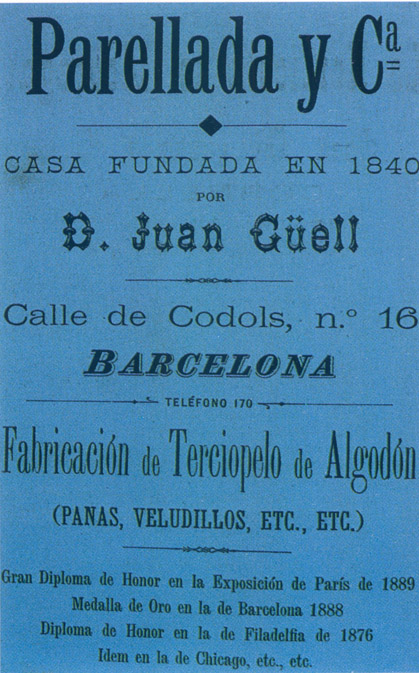 Parellada y Cª
CASA FUNDADA EN 1840
POR
D. Juan Güell
Calle de Codols, n.º 16
BARCELONA
TELÉFONO 170
Fabricación de Terciopelo de Algodón
(PANAS, VELUDILLOS, ETC., ETC.)
Gran Diploma de Honor en la Exposición de París de 1889
Medalla de Oro en la de Barcelona 1888
Diploma de Honor en la de Filadelfia de 1876
Idem en la de Chicago, etc., etc.